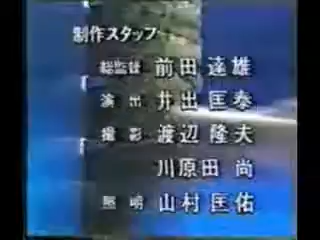 制作スタッフ
総監督 前田達雄
演出 井出匡泰
撮影 渡辺隆夫
川原田 尚
照明 山村匡佑